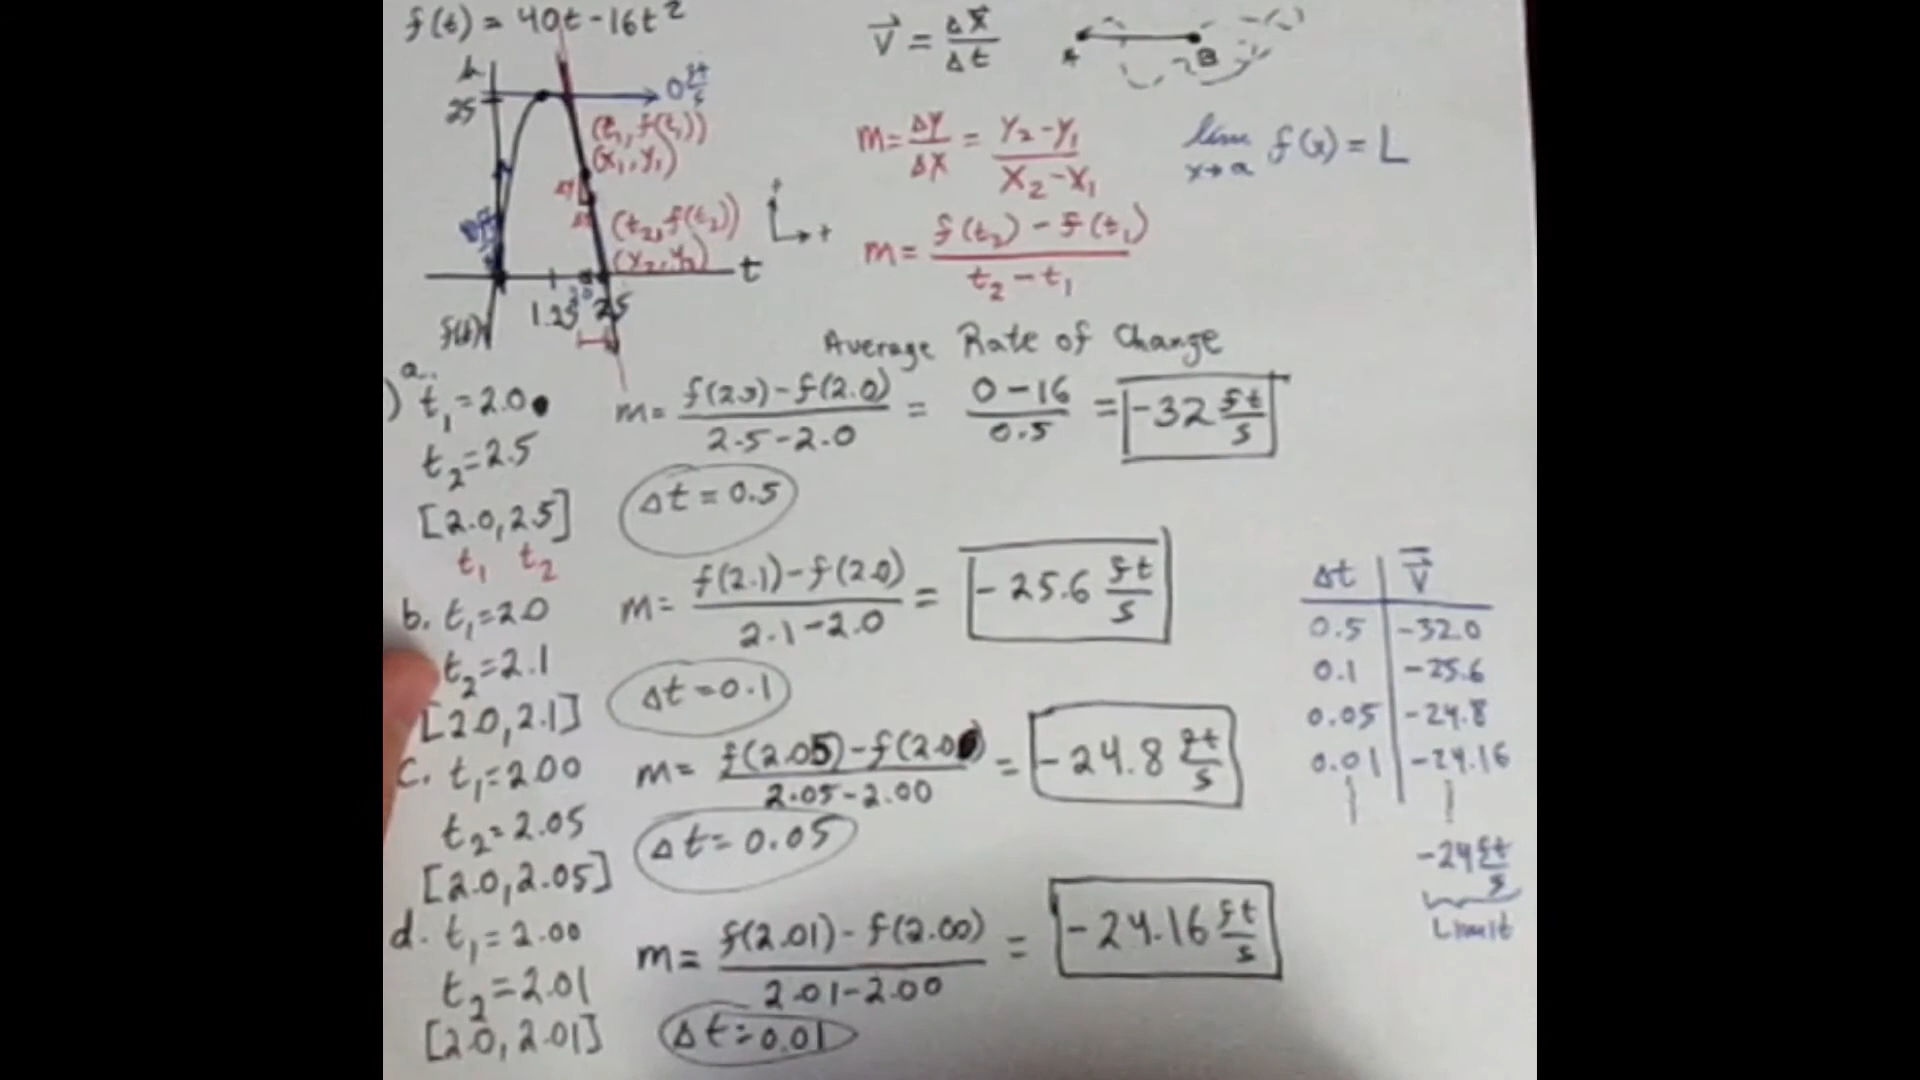 f(t) = 40t - 16t²
h
25
0 ft/s
(t₁, f(t₁))
(x₁, y₁)
(t₂, f(t₂))
(x₂, y₂)
t
1.25 2.5
f(t)
V⃗ = Δx⃗/Δt
A B
m = Δy/Δx = (y₂ - y₁)/(x₂ - x₁)
lim x→a f(x) = L
+
+
m = (f(t₂) - f(t₁))/(t₂ - t₁)
Average Rate of Change
) a. t₁ = 2.0
t₂ = 2.5
[2.0, 2.5]
t₁ t₂
m = (f(2.5) - f(2.0))/(2.5 - 2.0) = (0 - 16)/0.5 = -32 ft/s
Δt = 0.5
b. t₁ = 2.0
t₂ = 2.1
[2.0, 2.1]
m = (f(2.1) - f(2.0))/(2.1 - 2.0) = -25.6 ft/s
Δt = 0.1
c. t₁ = 2.00
t₂ = 2.05
[2.0, 2.05]
m = (f(2.05) - f(2.00))/(2.05 - 2.00) = -24.8 ft/s
Δt = 0.05
d. t₁ = 2.00
t₂ = 2.01
[2.0, 2.01]
m = (f(2.01) - f(2.00))/(2.01 - 2.00) = -24.16 ft/s
Δt = 0.01
Δt V⃗
0.5 -32.0
0.1 -25.6
0.05 -24.8
0.01 -24.16
-24 ft/s
Limit